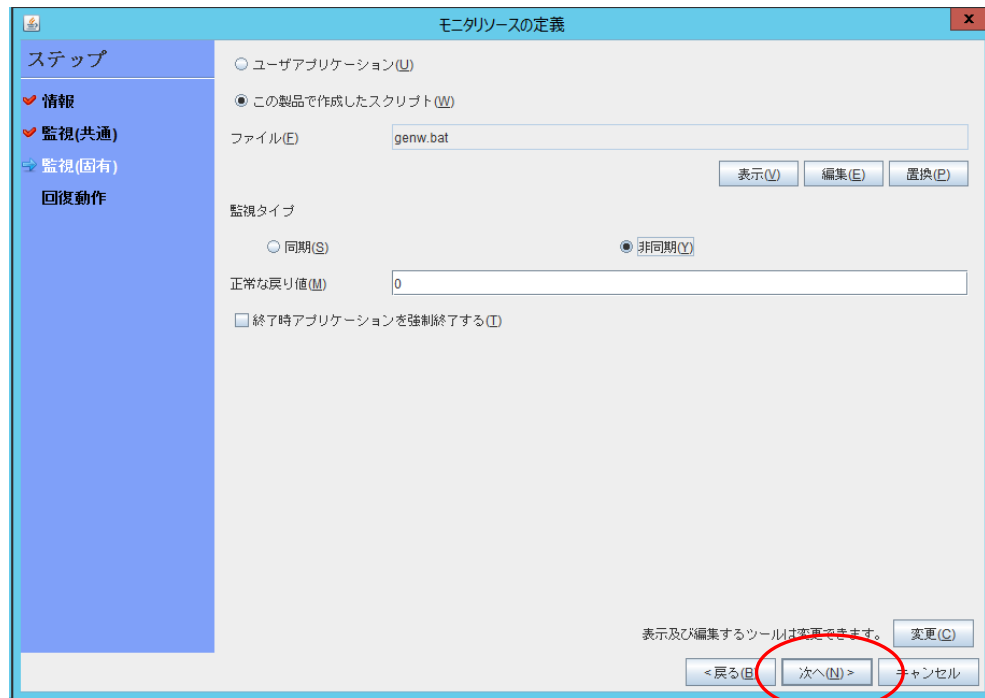 モニタリソースの定義
x
ステップ
情報
監視(共通)
監視(固有)
回復動作
ユーザアプリケーション(U)
この製品で作成したスクリプト(W)
ファイル(F) genw.bat
表示(V) 編集(E) 置換(P)
監視タイプ
同期(S) 非同期(Y)
正常な戻り値(M) 0
終了時アプリケーションを強制終了する(T)
表示及び編集するツールは変更できます。 変更(C)
<戻る(B) 次へ(N)> キャンセル